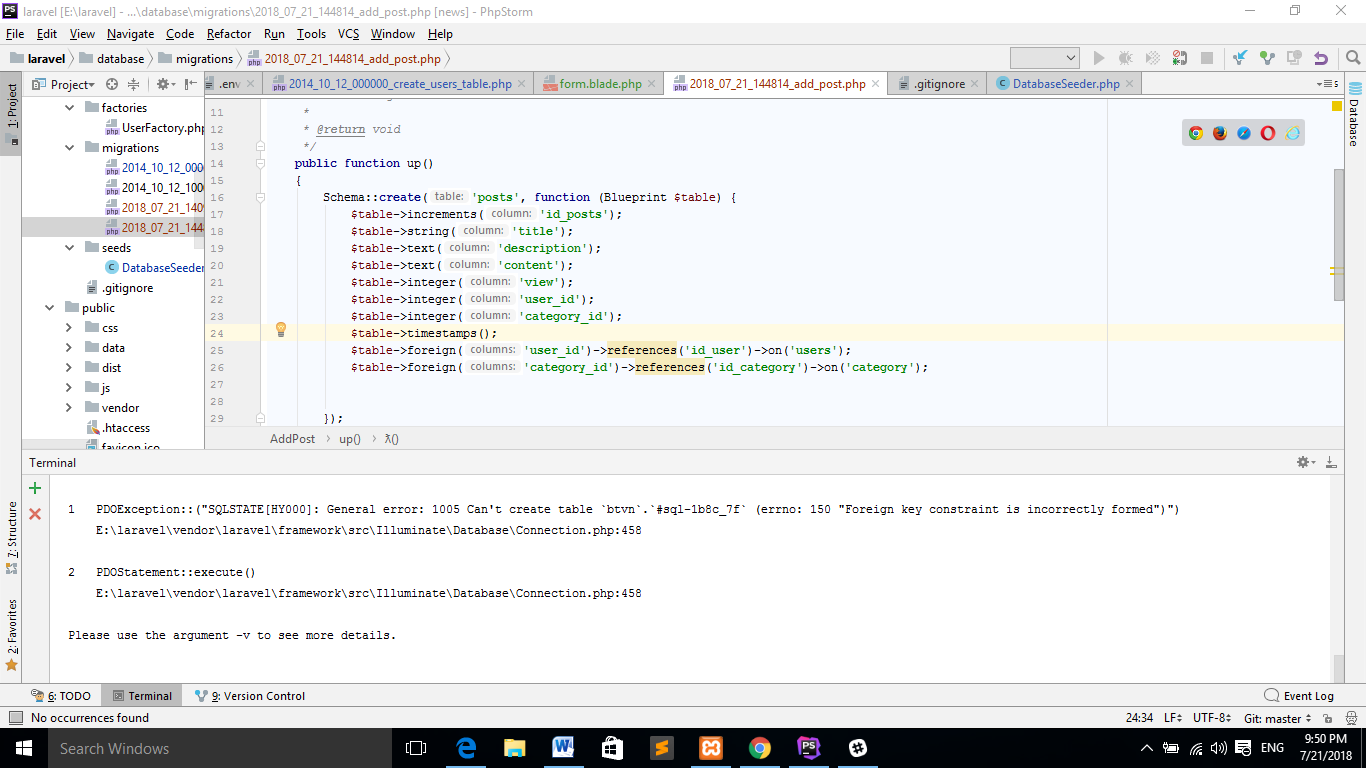 laravel [E:\laravel] - ...\database\migrations\2018_07_21_144814_add_post.php [news] - PhpStorm
File Edit View Navigate Code Refactor Run Tools VCS Window Help
laravel database migrations 2018_07_21_144814_add_post.php
1: Project
Project
.env 2014_10_12_000000_create_users_table.php form.blade.php 2018_07_21_144814_add_post.php .gitignore DatabaseSeeder.php
Database
factories
UserFactory.php
migrations
2014_10_12_000
2014_10_12_100
2018_07_21_140
2018_07_21_144
seeds
DatabaseSeeder
.gitignore
public
css
data
dist
js
vendor
.htaccess
favicon.ico
11 *
12 * @return void
13 */
14 public function up()
15 {
16 Schema::create( table: 'posts', function (Blueprint $table) {
17 $table->increments( column: 'id_posts');
18 $table->string( column: 'title');
19 $table->text( column: 'description');
20 $table->text( column: 'content');
21 $table->integer( column: 'view');
22 $table->integer( column: 'user_id');
23 $table->integer( column: 'category_id');
24 $table->timestamps();
25 $table->foreign( columns: 'user_id')->references('id_user')->on('users');
26 $table->foreign( columns: 'category_id')->references('id_category')->on('category');
27
28
29 });
AddPost › up() › λ()
Terminal
1 PDOException::("SQLSTATE[HY000]: General error: 1005 Can't create table `btvn`.`#sql-1b8c_7f` (errno: 150 "Foreign key constraint is incorrectly formed")")
E:\laravel\vendor\laravel\framework\src\Illuminate\Database\Connection.php:458
2 PDOStatement::execute()
E:\laravel\vendor\laravel\framework\src\Illuminate\Database\Connection.php:458
Please use the argument -v to see more details.
7: Structure
2: Favorites
6: TODO Terminal 9: Version Control Event Log
No occurrences found 24:34 LF UTF-8 Git: master
Search Windows ENG 9:50 PM
7/21/2018